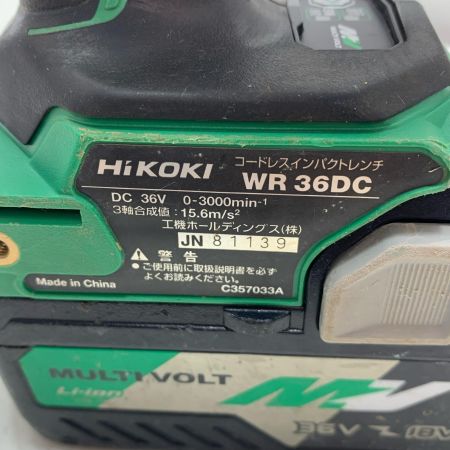 HiKOKI コードレスインパクトレンチ
WR 36DC
DC 36V 0-3000min⁻¹
3軸合成値:15.6m/s²
工機ホールディングス(株)
JN 81139
⚠ 警告
●ご使用前に取扱説明書を必ず
よくお読みください。
Made in China
C357033A
MULTI VOLT
Li-ion
MV
36V 18V